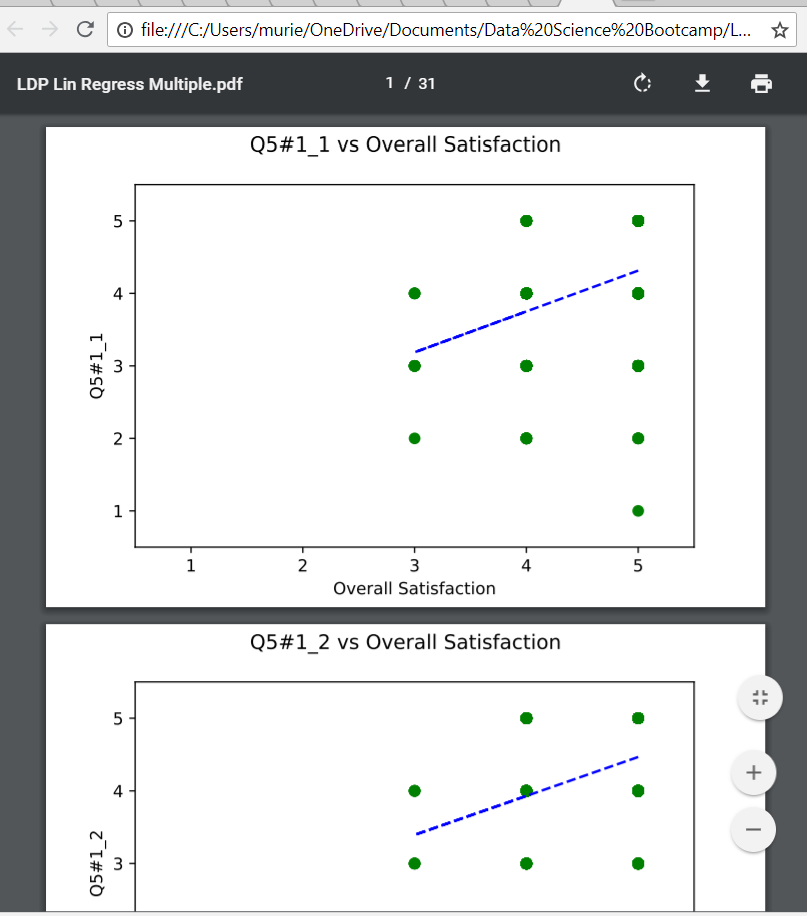 file:///C:/Users/murie/OneDrive/Documents/Data%20Science%20Bootcamp/L...
LDP Lin Regress Multiple.pdf
1 / 31
Q5#1_1 vs Overall Satisfaction
5
4
3
2
1
Q5#1_1
1 2 3 4 5
Overall Satisfaction
Q5#1_2 vs Overall Satisfaction
5
4
3
Q5#1_2